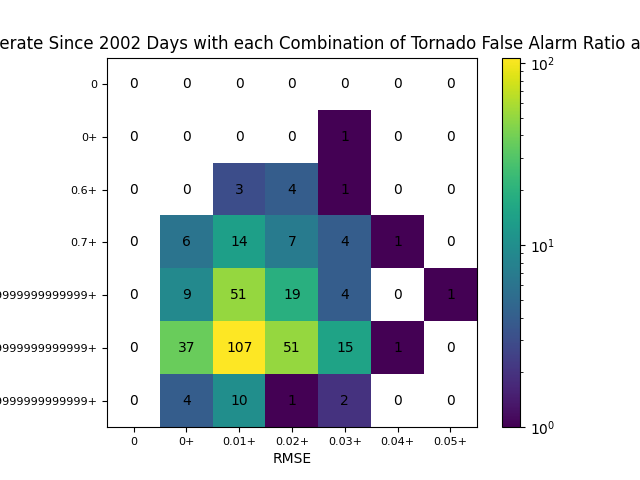 erate Since 2002 Days with each Combination of Tornado False Alarm Ratio a
0 0 0 0 0 0 0 0
0+ 0 0 0 0 1 0 0
0.6+ 0 0 3 4 1 0 0
0.7+ 0 6 14 7 4 1 0
9999999999999+ 0 9 51 19 4 0 1
9999999999999+ 0 37 107 51 15 1 0
9999999999999+ 0 4 10 1 2 0 0
0 0+ 0.01+ 0.02+ 0.03+ 0.04+ 0.05+
RMSE
10²
10¹
10⁰